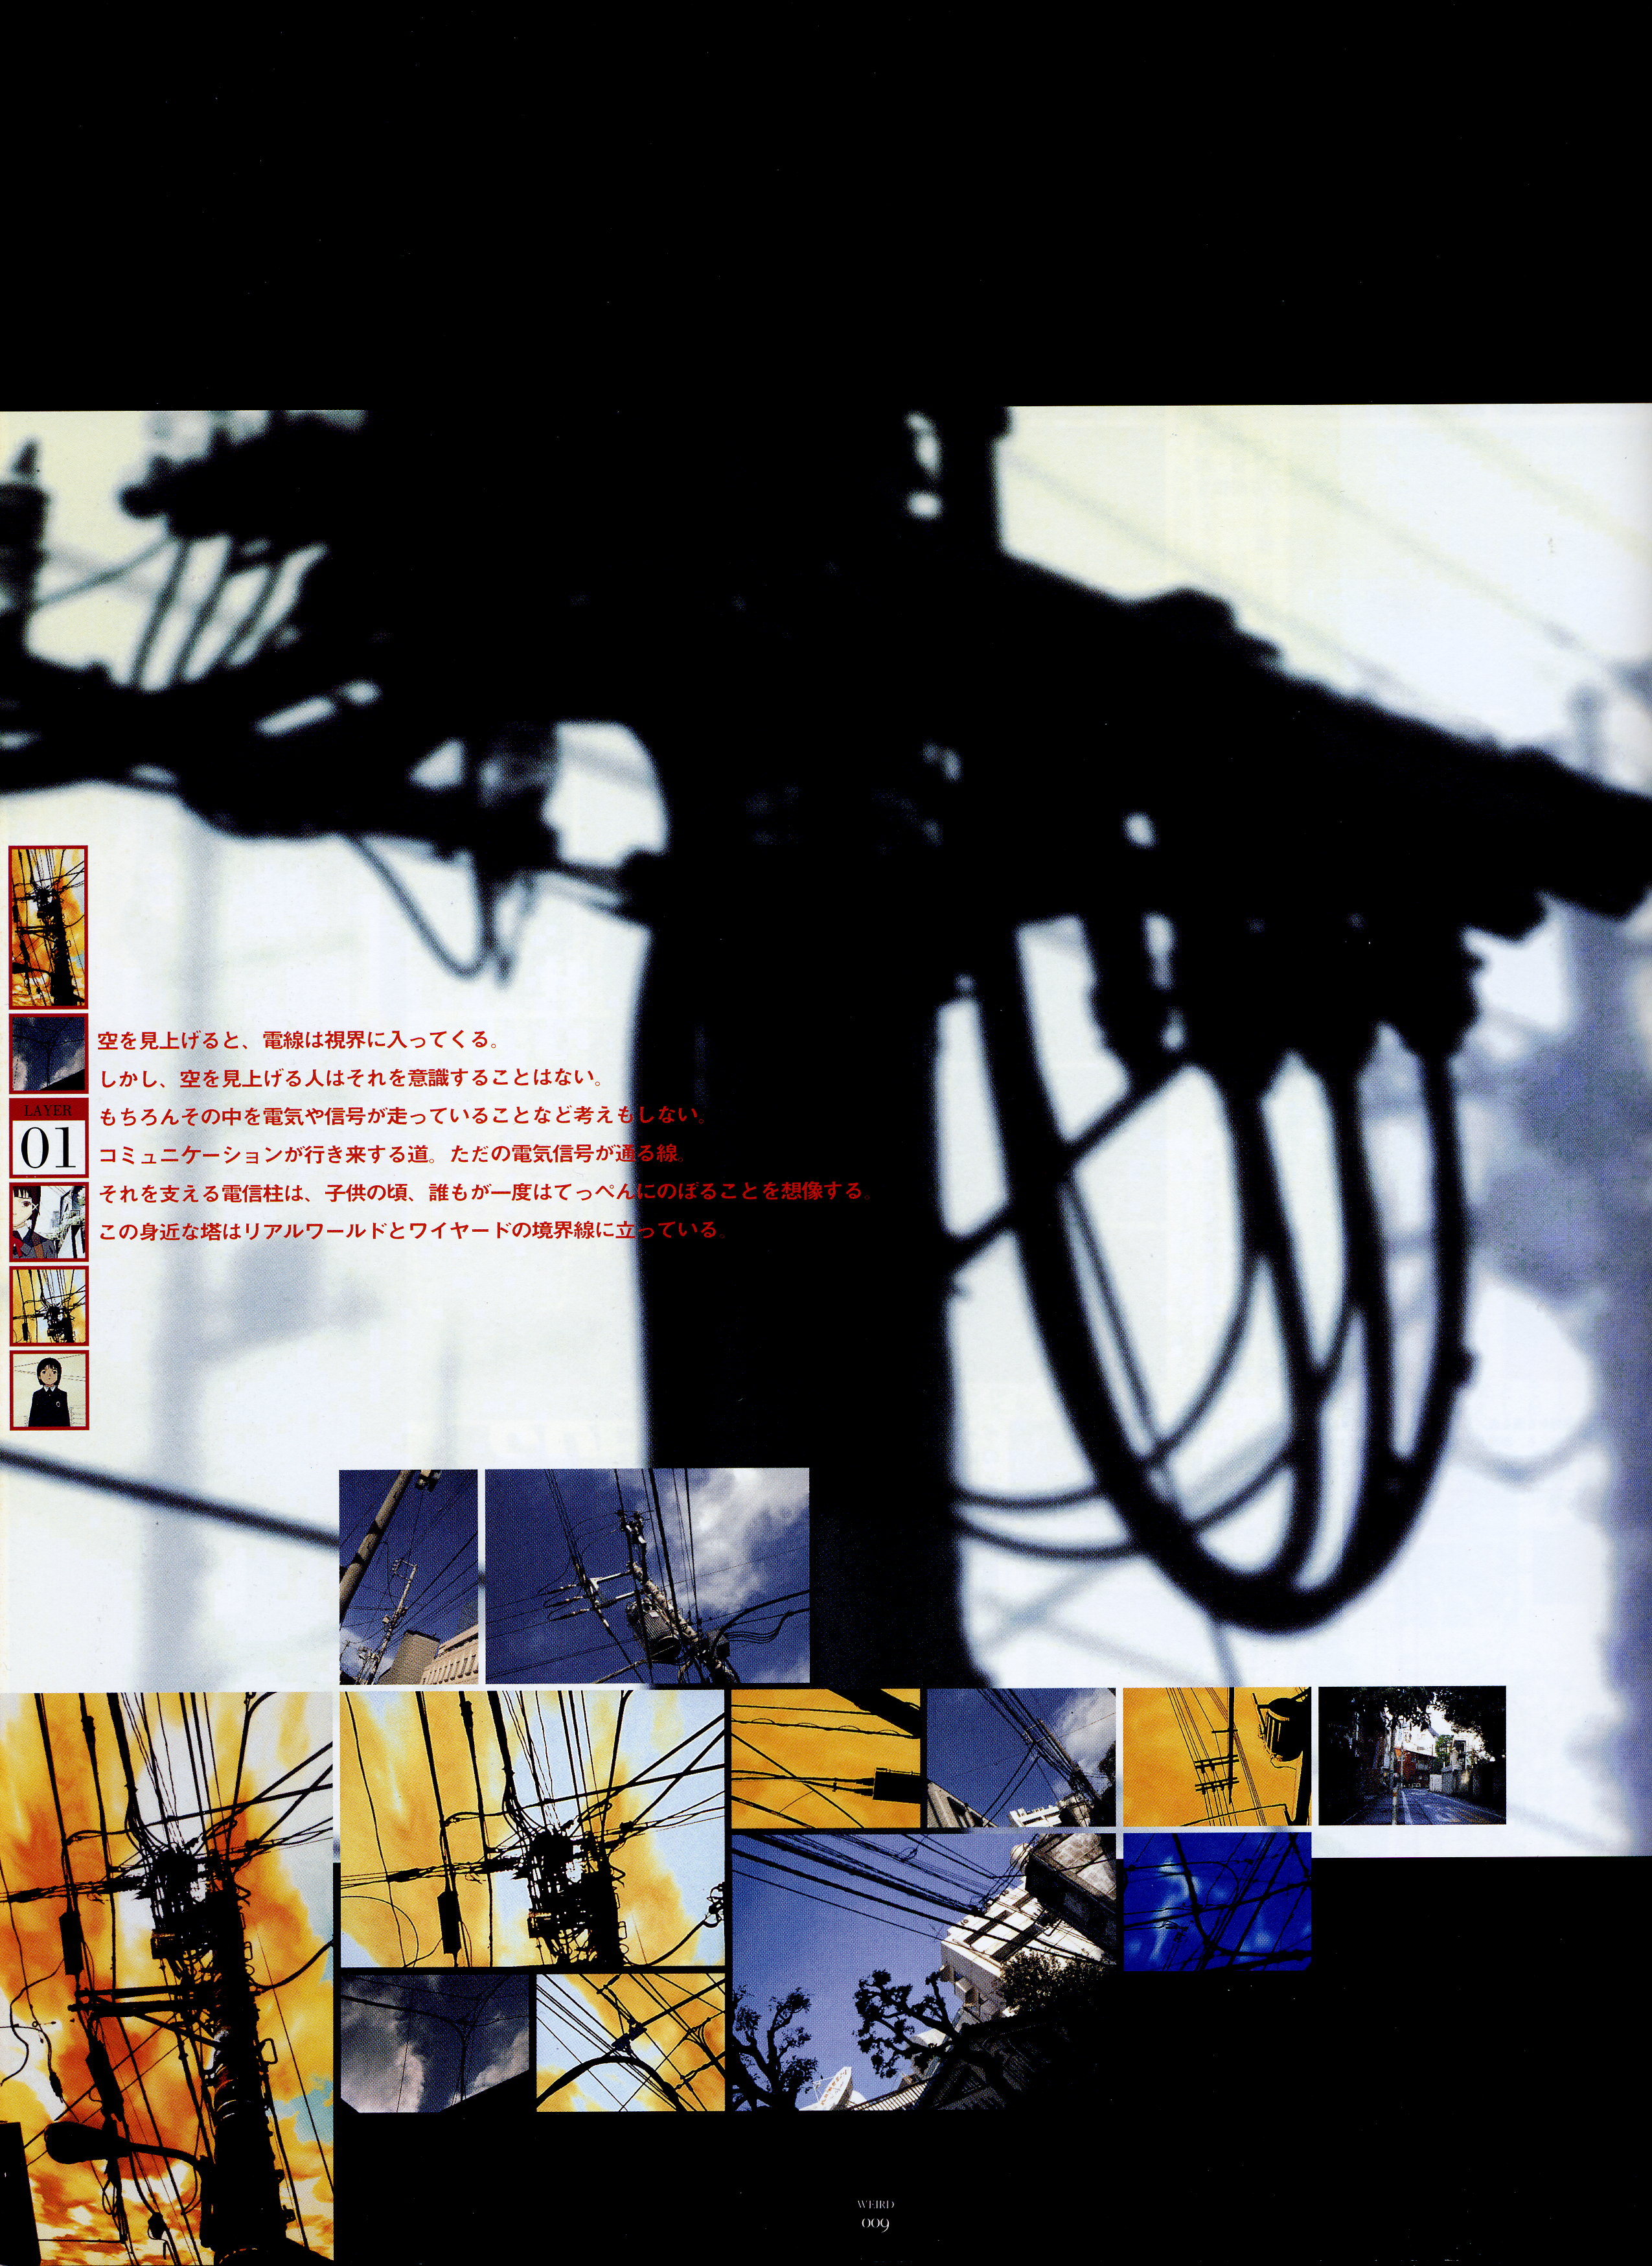 LAYER
01
空を見上げると、電線は視界に入ってくる。
しかし、空を見上げる人はそれを意識することはない。
もちろんその中を電気や信号が走っていることなど考えもしない。
コミュニケーションが行き来する道。ただの電気信号が通る線。
それを支える電信柱は、子供の頃、誰もが一度はてっぺんにのぼることを想像する。
この身近な塔はリアルワールドとワイヤードの境界線に立っている。
WEIRD
009